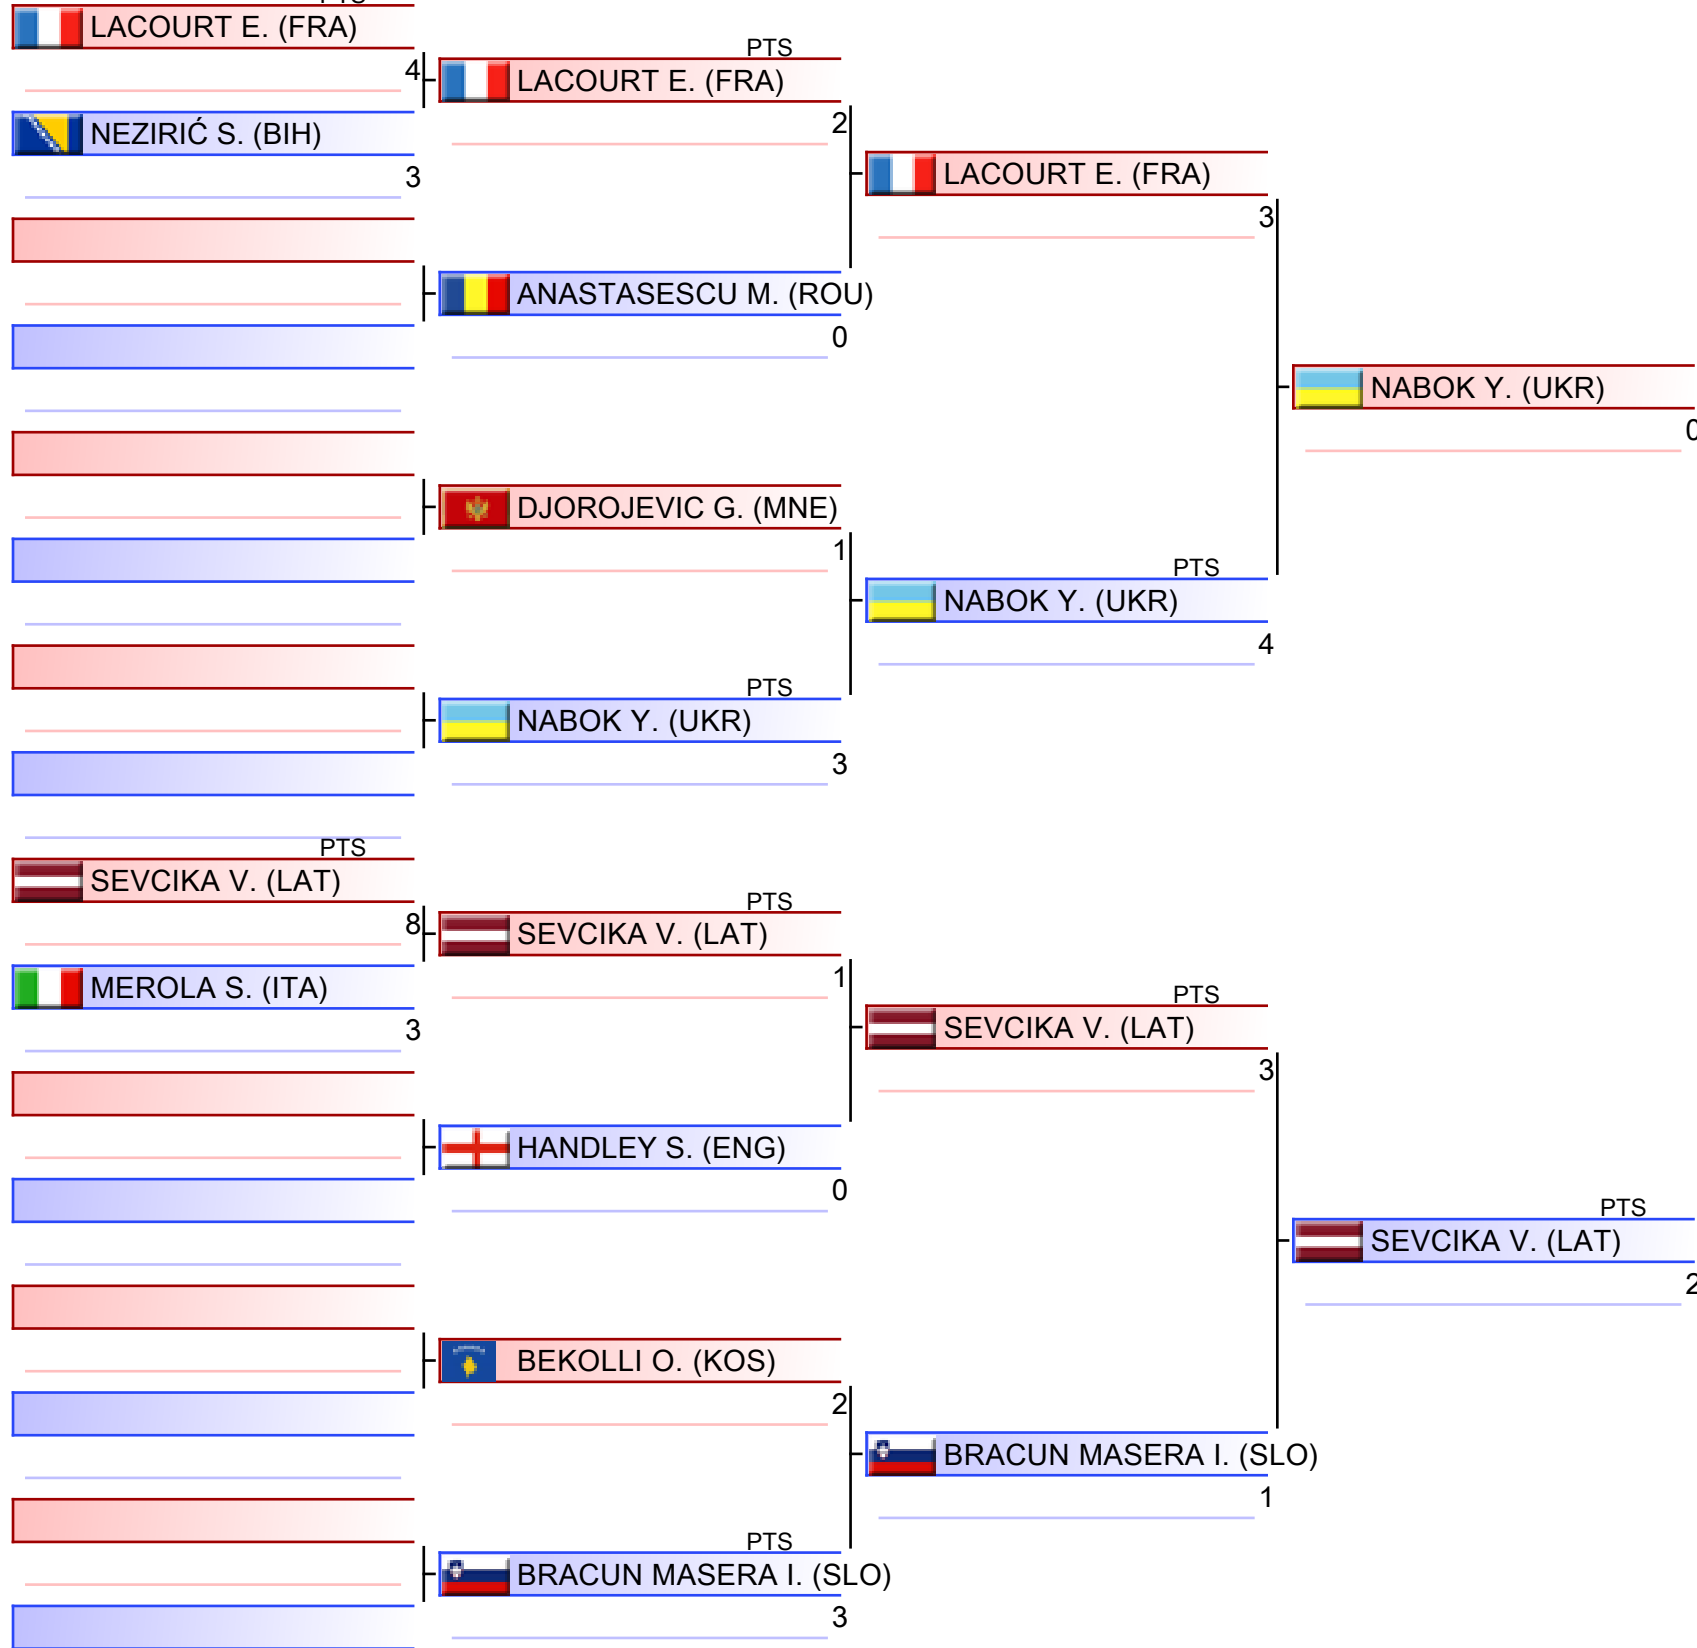 PTS
LACOURT E. (FRA)
4
NEZIRIĆ S. (BIH)
3
PTS
LACOURT E. (FRA)
2
ANASTASESCU M. (ROU)
0
LACOURT E. (FRA)
3
NABOK Y. (UKR)
0
DJOROJEVIC G. (MNE)
1
PTS
NABOK Y. (UKR)
4
PTS
NABOK Y. (UKR)
3
PTS
SEVCIKA V. (LAT)
8
MEROLA S. (ITA)
3
PTS
SEVCIKA V. (LAT)
1
HANDLEY S. (ENG)
0
PTS
SEVCIKA V. (LAT)
3
PTS
SEVCIKA V. (LAT)
2
BEKOLLI O. (KOS)
2
BRACUN MASERA I. (SLO)
1
PTS
BRACUN MASERA I. (SLO)
3